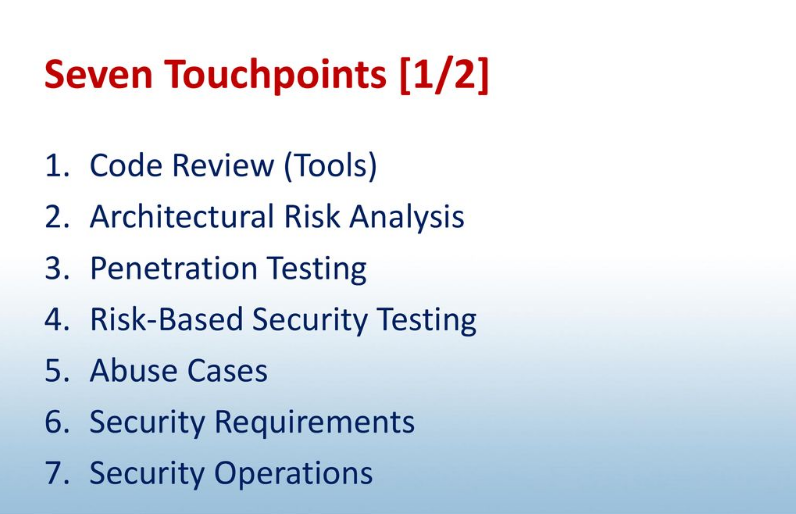 Seven Touchpoints [1/2]
1. Code Review (Tools)
2. Architectural Risk Analysis
3. Penetration Testing
4. Risk-Based Security Testing
5. Abuse Cases
6. Security Requirements
7. Security Operations